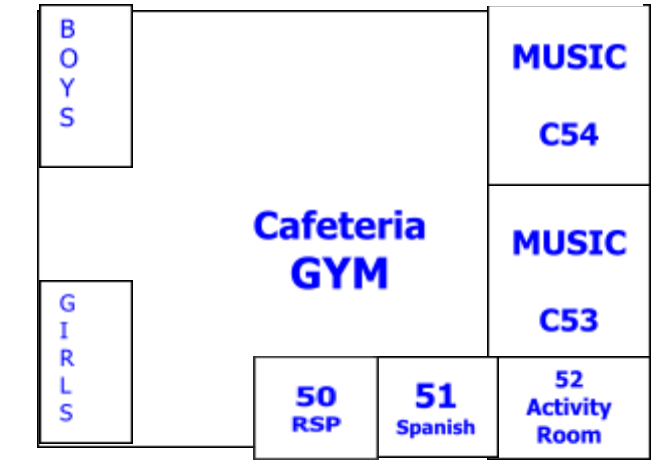 BOYS
MUSIC
C54
Cafeteria
GYM
MUSIC
C53
GIRLS
50
RSP
51
Spanish
52
Activity
Room